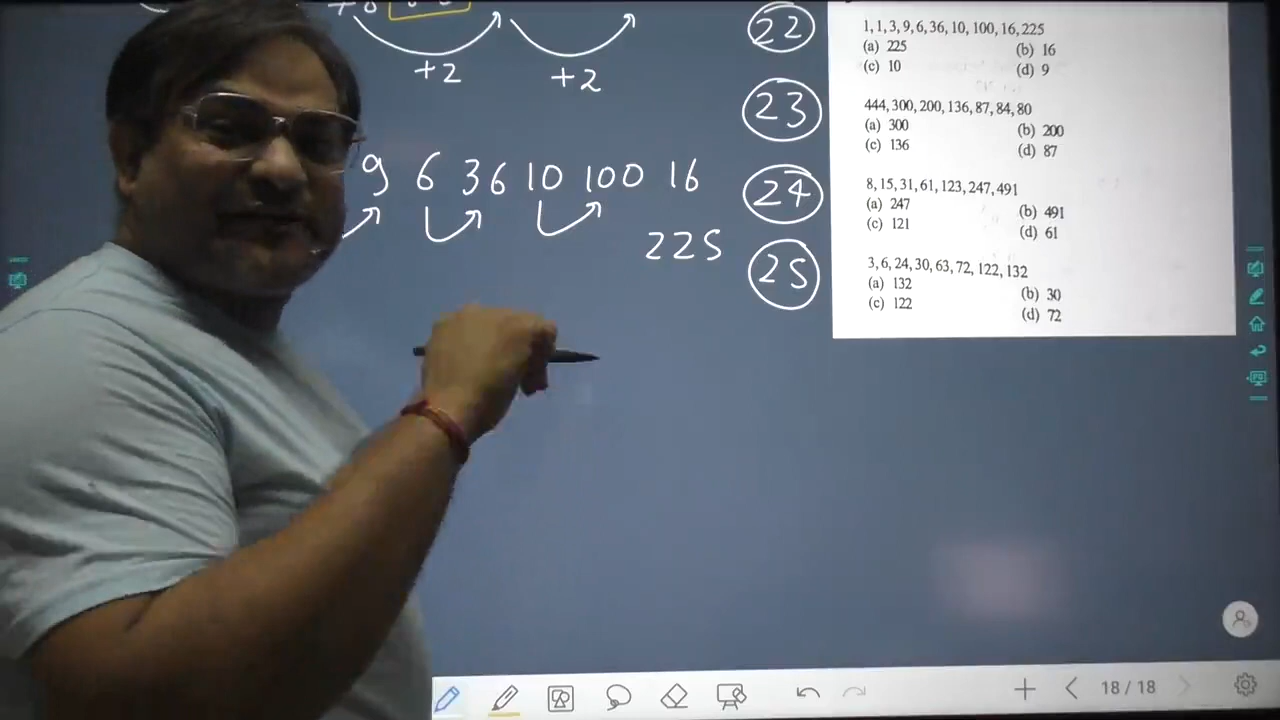 +2 +2
22
1, 1, 3, 9, 6, 36, 10, 100, 16, 225
(a) 225 (b) 16
(c) 10 (d) 9
23
444, 300, 200, 136, 87, 84, 80
(a) 300 (b) 200
(c) 136 (d) 87
9 6 36 10 100 16
225
24
8, 15, 31, 61, 123, 247, 491
(a) 247 (b) 491
(c) 121 (d) 61
25
3, 6, 24, 30, 63, 72, 122, 132
(a) 132 (b) 30
(c) 122 (d) 72
18 / 18